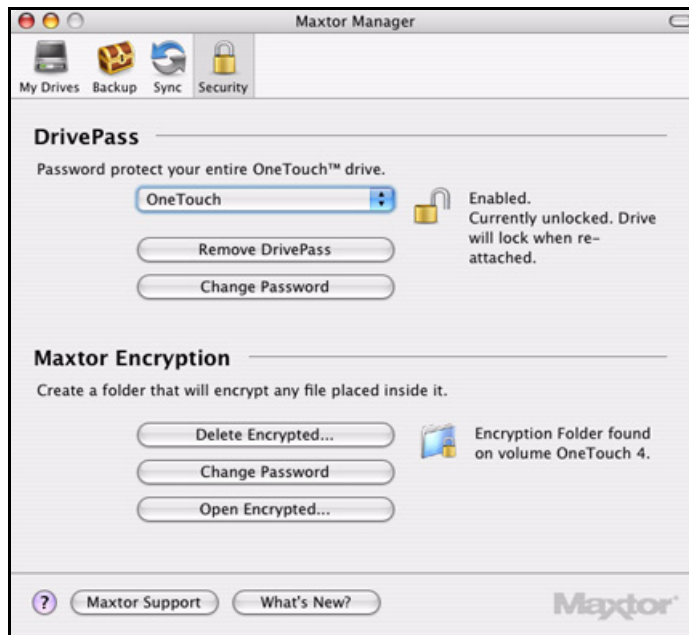 Maxtor Manager
My Drives Backup Sync Security
DrivePass
Password protect your entire OneTouch™ drive.
OneTouch
Enabled.
Currently unlocked. Drive
will lock when re-
attached.
Remove DrivePass
Change Password
Maxtor Encryption
Create a folder that will encrypt any file placed inside it.
Delete Encrypted...
Encryption Folder found
on volume OneTouch 4.
Change Password
Open Encrypted...
? Maxtor Support What's New? Maxtor